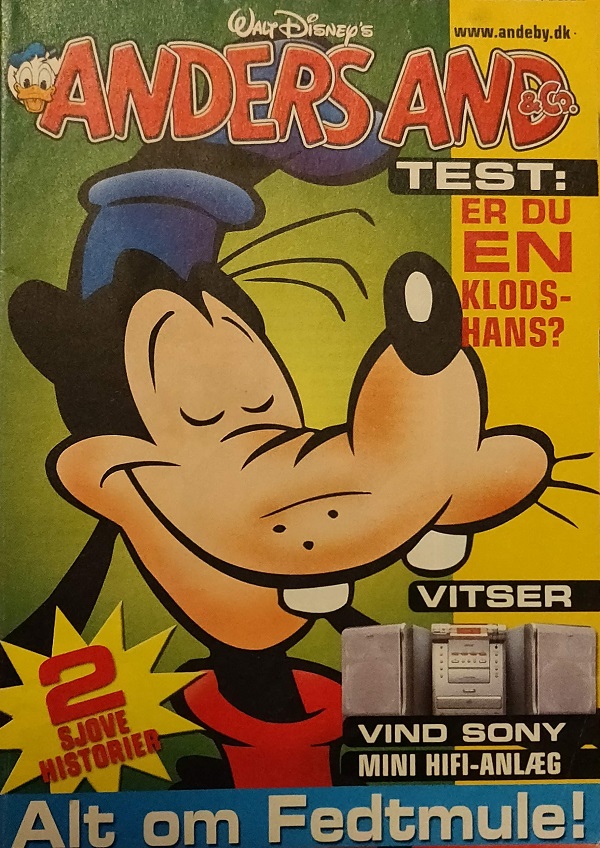 WALT DISNEY'S
www.andeby.dk
ANDERS AND
& Co.
TEST:
ER DU
EN
KLODS-
HANS?
VITSER
2
SJOVE
HISTORIER
VIND SONY
MINI HIFI-ANLÆG
Alt om Fedtmule!